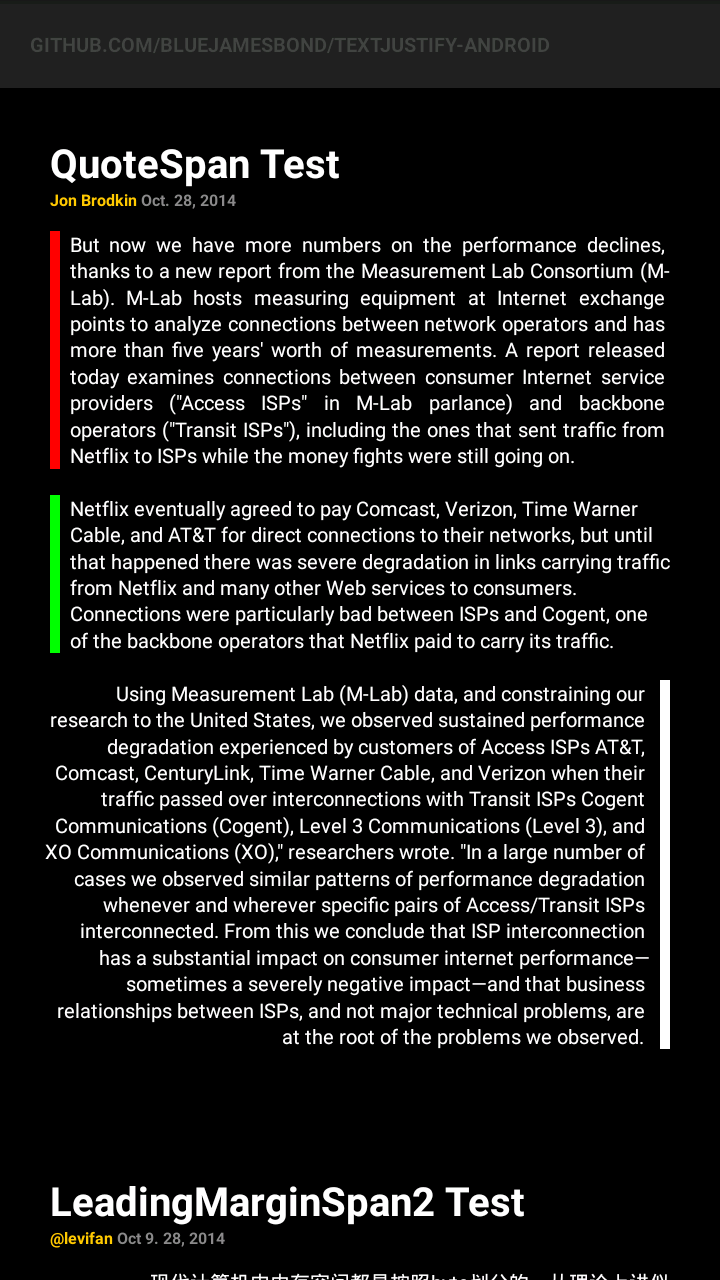 GITHUB.COM/BLUEJAMESBOND/TEXTJUSTIFY-ANDROID
QuoteSpan Test
Jon Brodkin Oct. 28, 2014
But now we have more numbers on the performance declines,
thanks to a new report from the Measurement Lab Consortium (M-
Lab). M-Lab hosts measuring equipment at Internet exchange
points to analyze connections between network operators and has
more than five years' worth of measurements. A report released
today examines connections between consumer Internet service
providers ("Access ISPs" in M-Lab parlance) and backbone
operators ("Transit ISPs"), including the ones that sent traffic from
Netflix to ISPs while the money fights were still going on.
Netflix eventually agreed to pay Comcast, Verizon, Time Warner
Cable, and AT&T for direct connections to their networks, but until
that happened there was severe degradation in links carrying traffic
from Netflix and many other Web services to consumers.
Connections were particularly bad between ISPs and Cogent, one
of the backbone operators that Netflix paid to carry its traffic.
Using Measurement Lab (M-Lab) data, and constraining our
research to the United States, we observed sustained performance
degradation experienced by customers of Access ISPs AT&T,
Comcast, CenturyLink, Time Warner Cable, and Verizon when their
traffic passed over interconnections with Transit ISPs Cogent
Communications (Cogent), Level 3 Communications (Level 3), and
XO Communications (XO)," researchers wrote. "In a large number of
cases we observed similar patterns of performance degradation
whenever and wherever specific pairs of Access/Transit ISPs
interconnected. From this we conclude that ISP interconnection
has a substantial impact on consumer internet performance—
sometimes a severely negative impact—and that business
relationships between ISPs, and not major technical problems, are
at the root of the problems we observed.
LeadingMarginSpan2 Test
@levifan Oct 9. 28, 2014